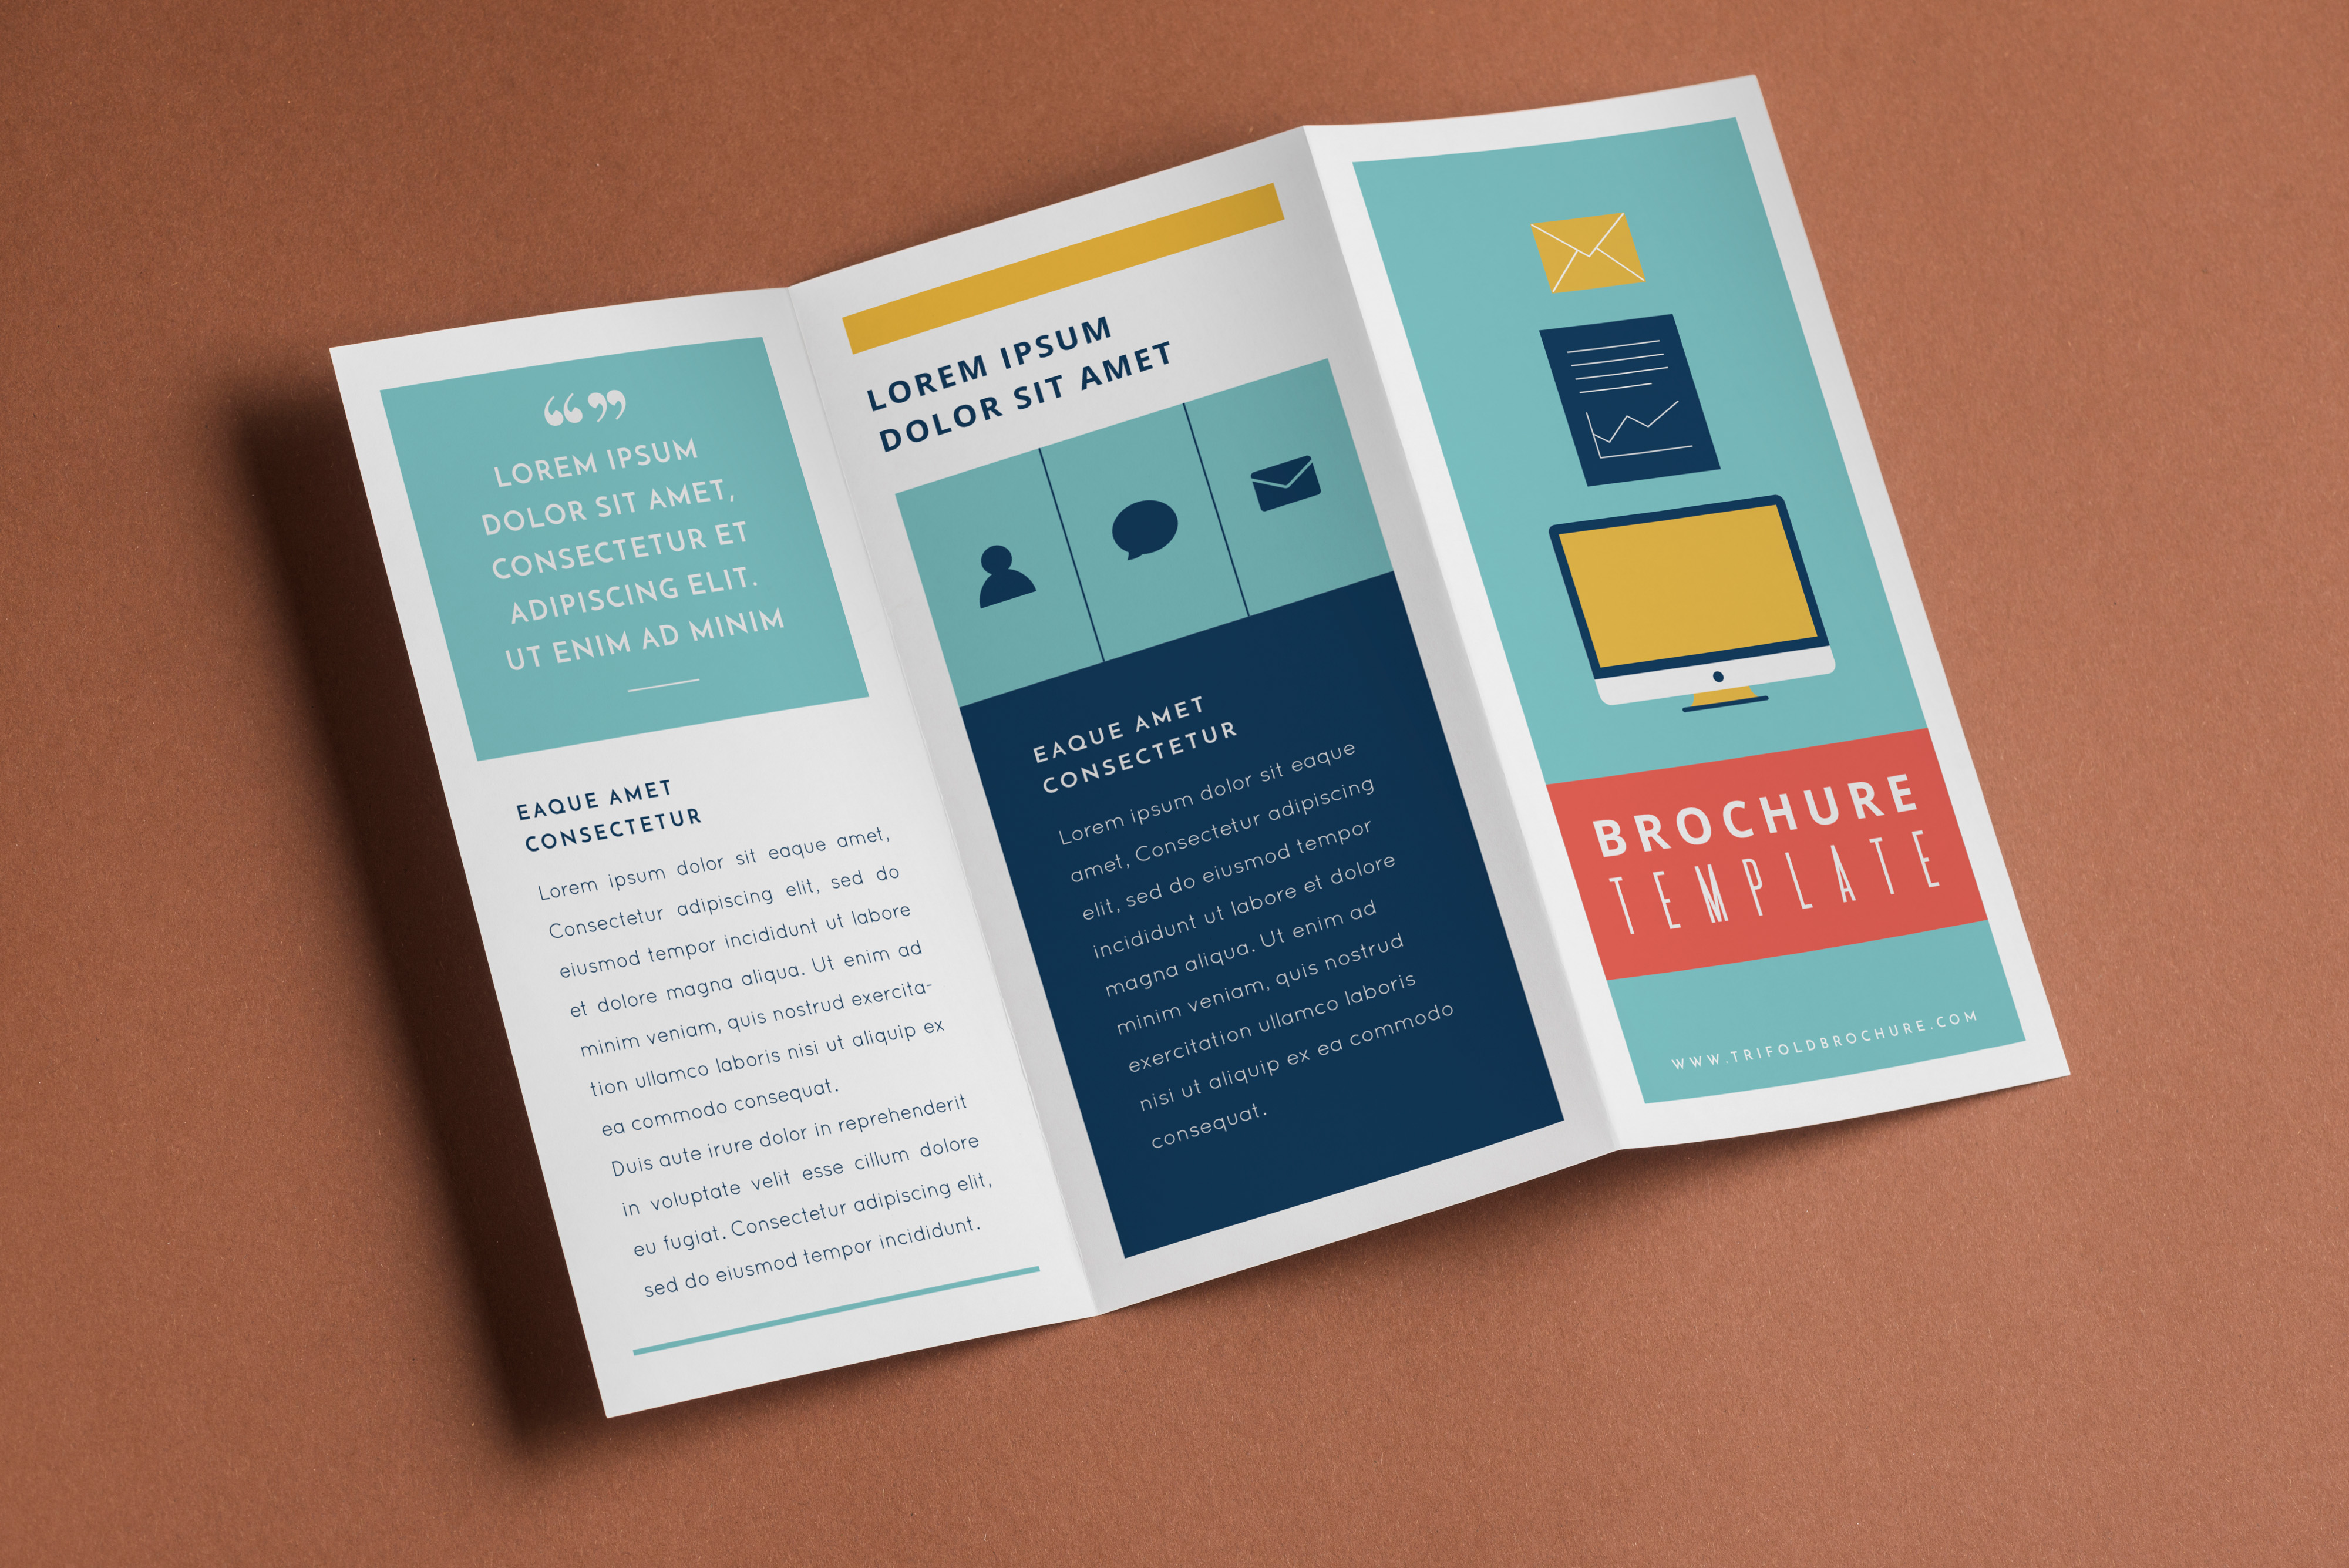 ❝❞
LOREM IPSUM
DOLOR SIT AMET,
CONSECTETUR ET
ADIPISCING ELIT.
UT ENIM AD MINIM
EAQUE AMET
CONSECTETUR
Lorem ipsum dolor sit eaque amet,
Consectetur adipiscing elit, sed do
eiusmod tempor incididunt ut labore
et dolore magna aliqua. Ut enim ad
minim veniam, quis nostrud exercita-
tion ullamco laboris nisi ut aliquip ex
ea commodo consequat.
Duis aute irure dolor in reprehenderit
in voluptate velit esse cillum dolore
eu fugiat. Consectetur adipiscing elit,
sed do eiusmod tempor incididunt.
LOREM IPSUM
DOLOR SIT AMET
EAQUE AMET
CONSECTETUR
Lorem ipsum dolor sit eaque
amet, Consectetur adipiscing
elit, sed do eiusmod tempor
incididunt ut labore et dolore
magna aliqua. Ut enim ad
minim veniam, quis nostrud
exercitation ullamco laboris
nisi ut aliquip ex ea commodo
consequat.
BROCHURE
TEMPLATE
WWW.TRIFOLDBROCHURE.COM